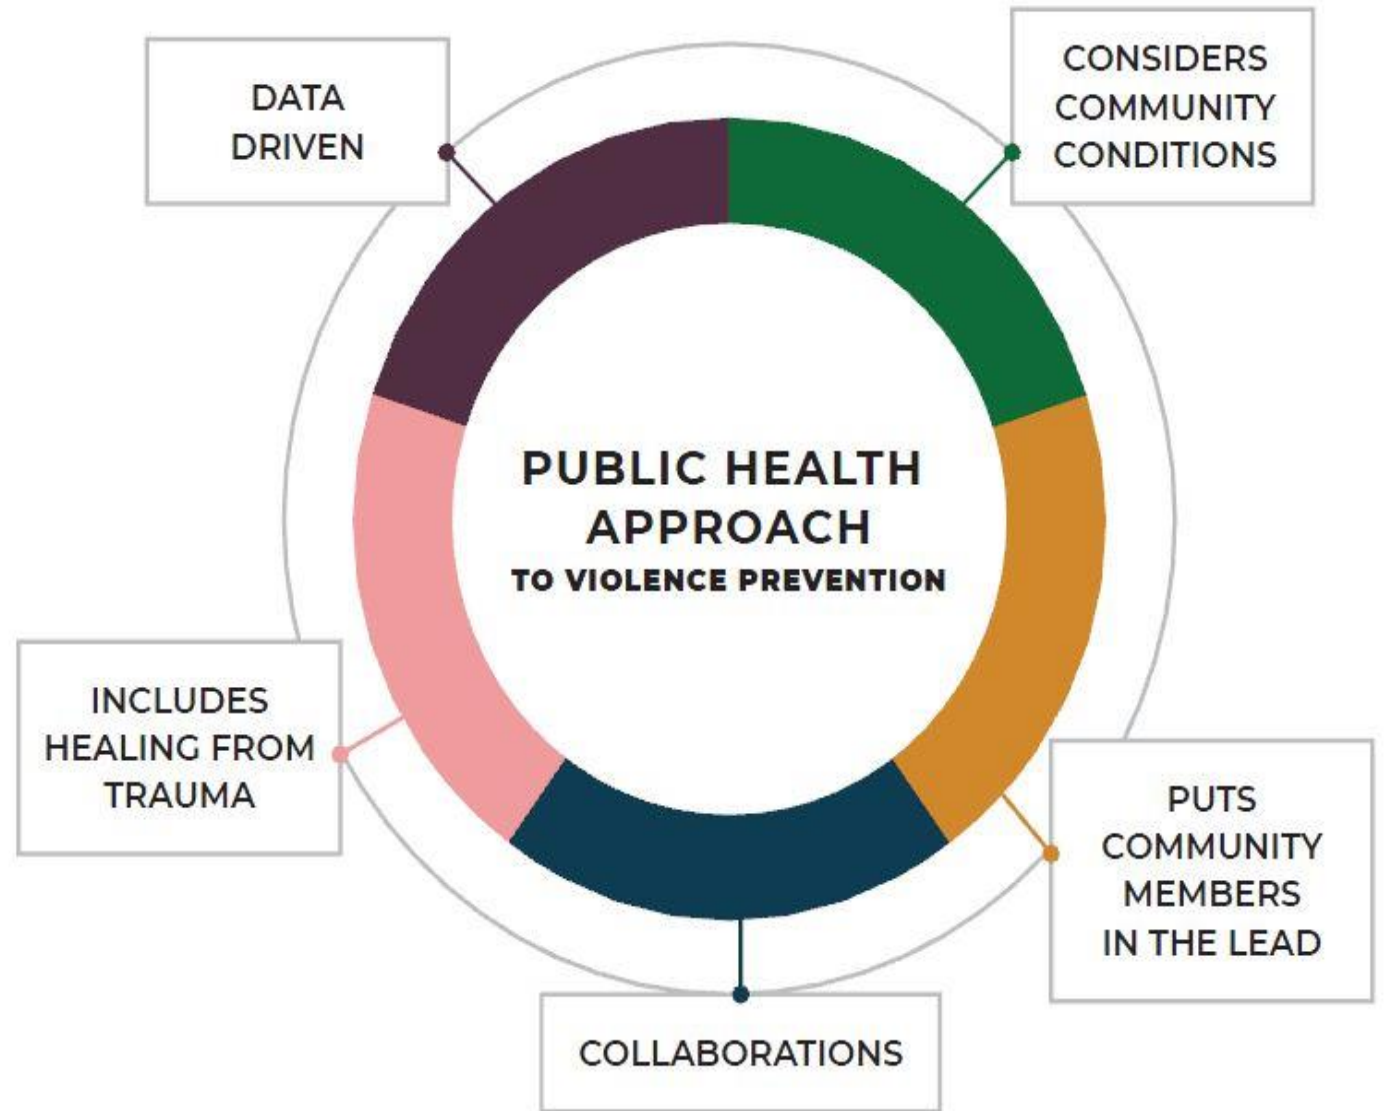 DATA
DRIVEN
CONSIDERS
COMMUNITY
CONDITIONS
PUBLIC HEALTH
APPROACH
TO VIOLENCE PREVENTION
INCLUDES
HEALING FROM
TRAUMA
PUTS
COMMUNITY
MEMBERS
IN THE LEAD
COLLABORATIONS